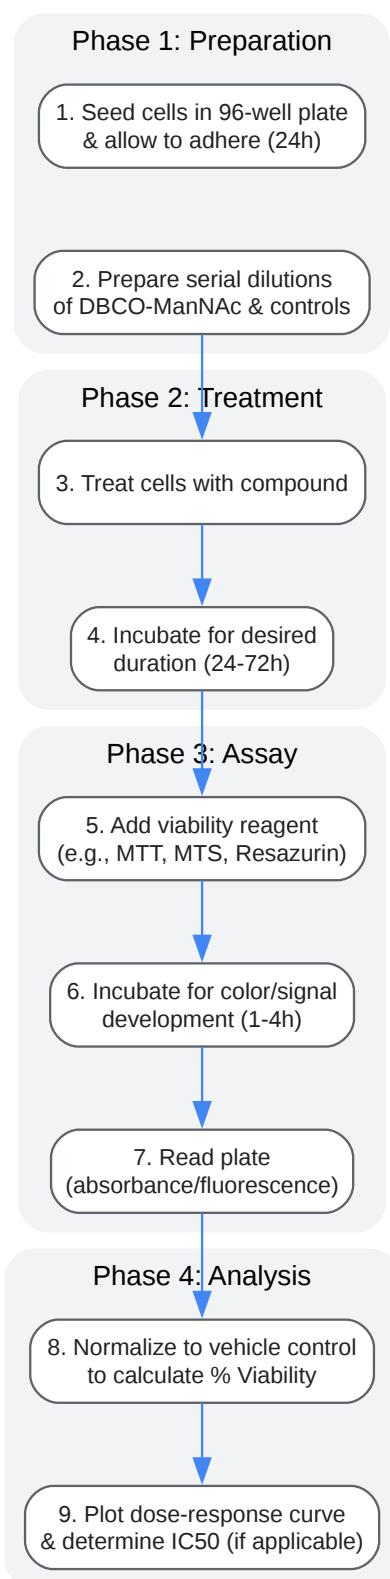 Phase 1: Preparation
1. Seed cells in 96-well plate
& allow to adhere (24h)
2. Prepare serial dilutions
of DBCO-ManNAc & controls
Phase 2: Treatment
3. Treat cells with compound
4. Incubate for desired
duration (24-72h)
Phase 3: Assay
5. Add viability reagent
(e.g., MTT, MTS, Resazurin)
6. Incubate for color/signal
development (1-4h)
7. Read plate
(absorbance/fluorescence)
Phase 4: Analysis
8. Normalize to vehicle control
to calculate % Viability
9. Plot dose-response curve
& determine IC50 (if applicable)